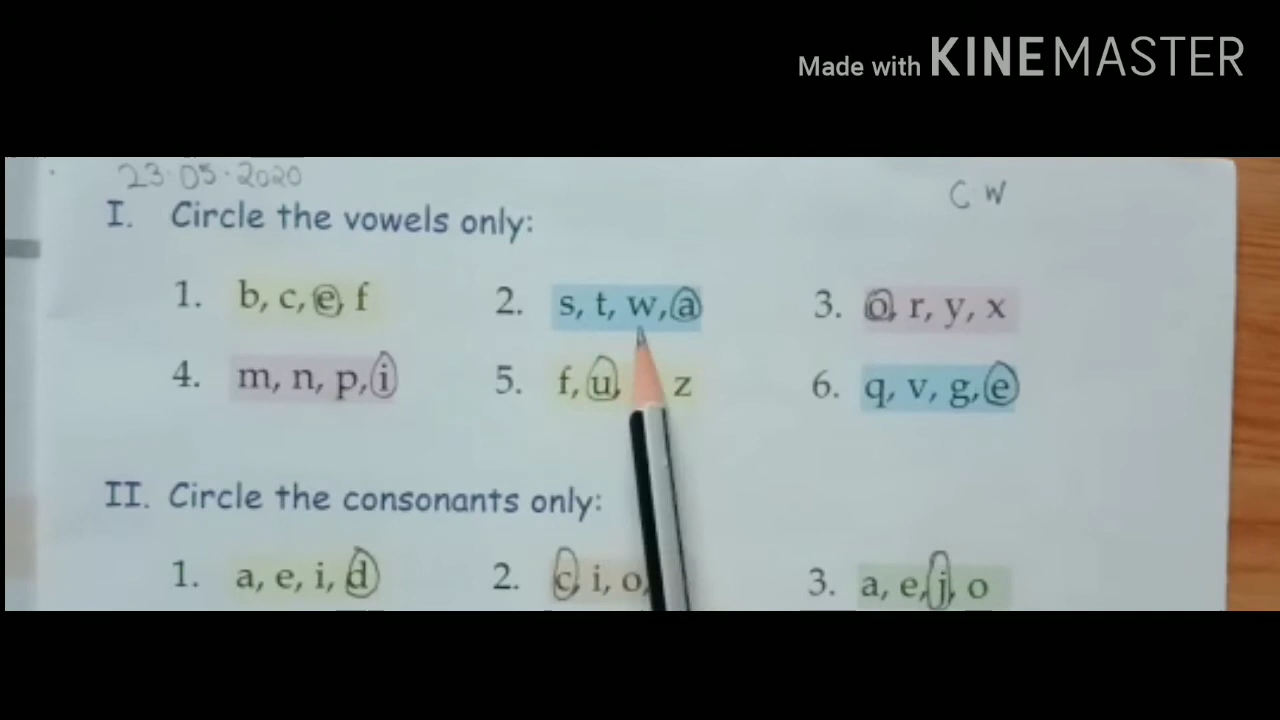 Made with KINEMASTER
23.05.2020
C W
I. Circle the vowels only:
1. b, c, e, f 2. s, t, w, a 3. o, r, y, x
4. m, n, p, i 5. f, u, z 6. q, v, g, e
II. Circle the consonants only:
1. a, e, i, d 2. c, i, o, 3. a, e, j, o